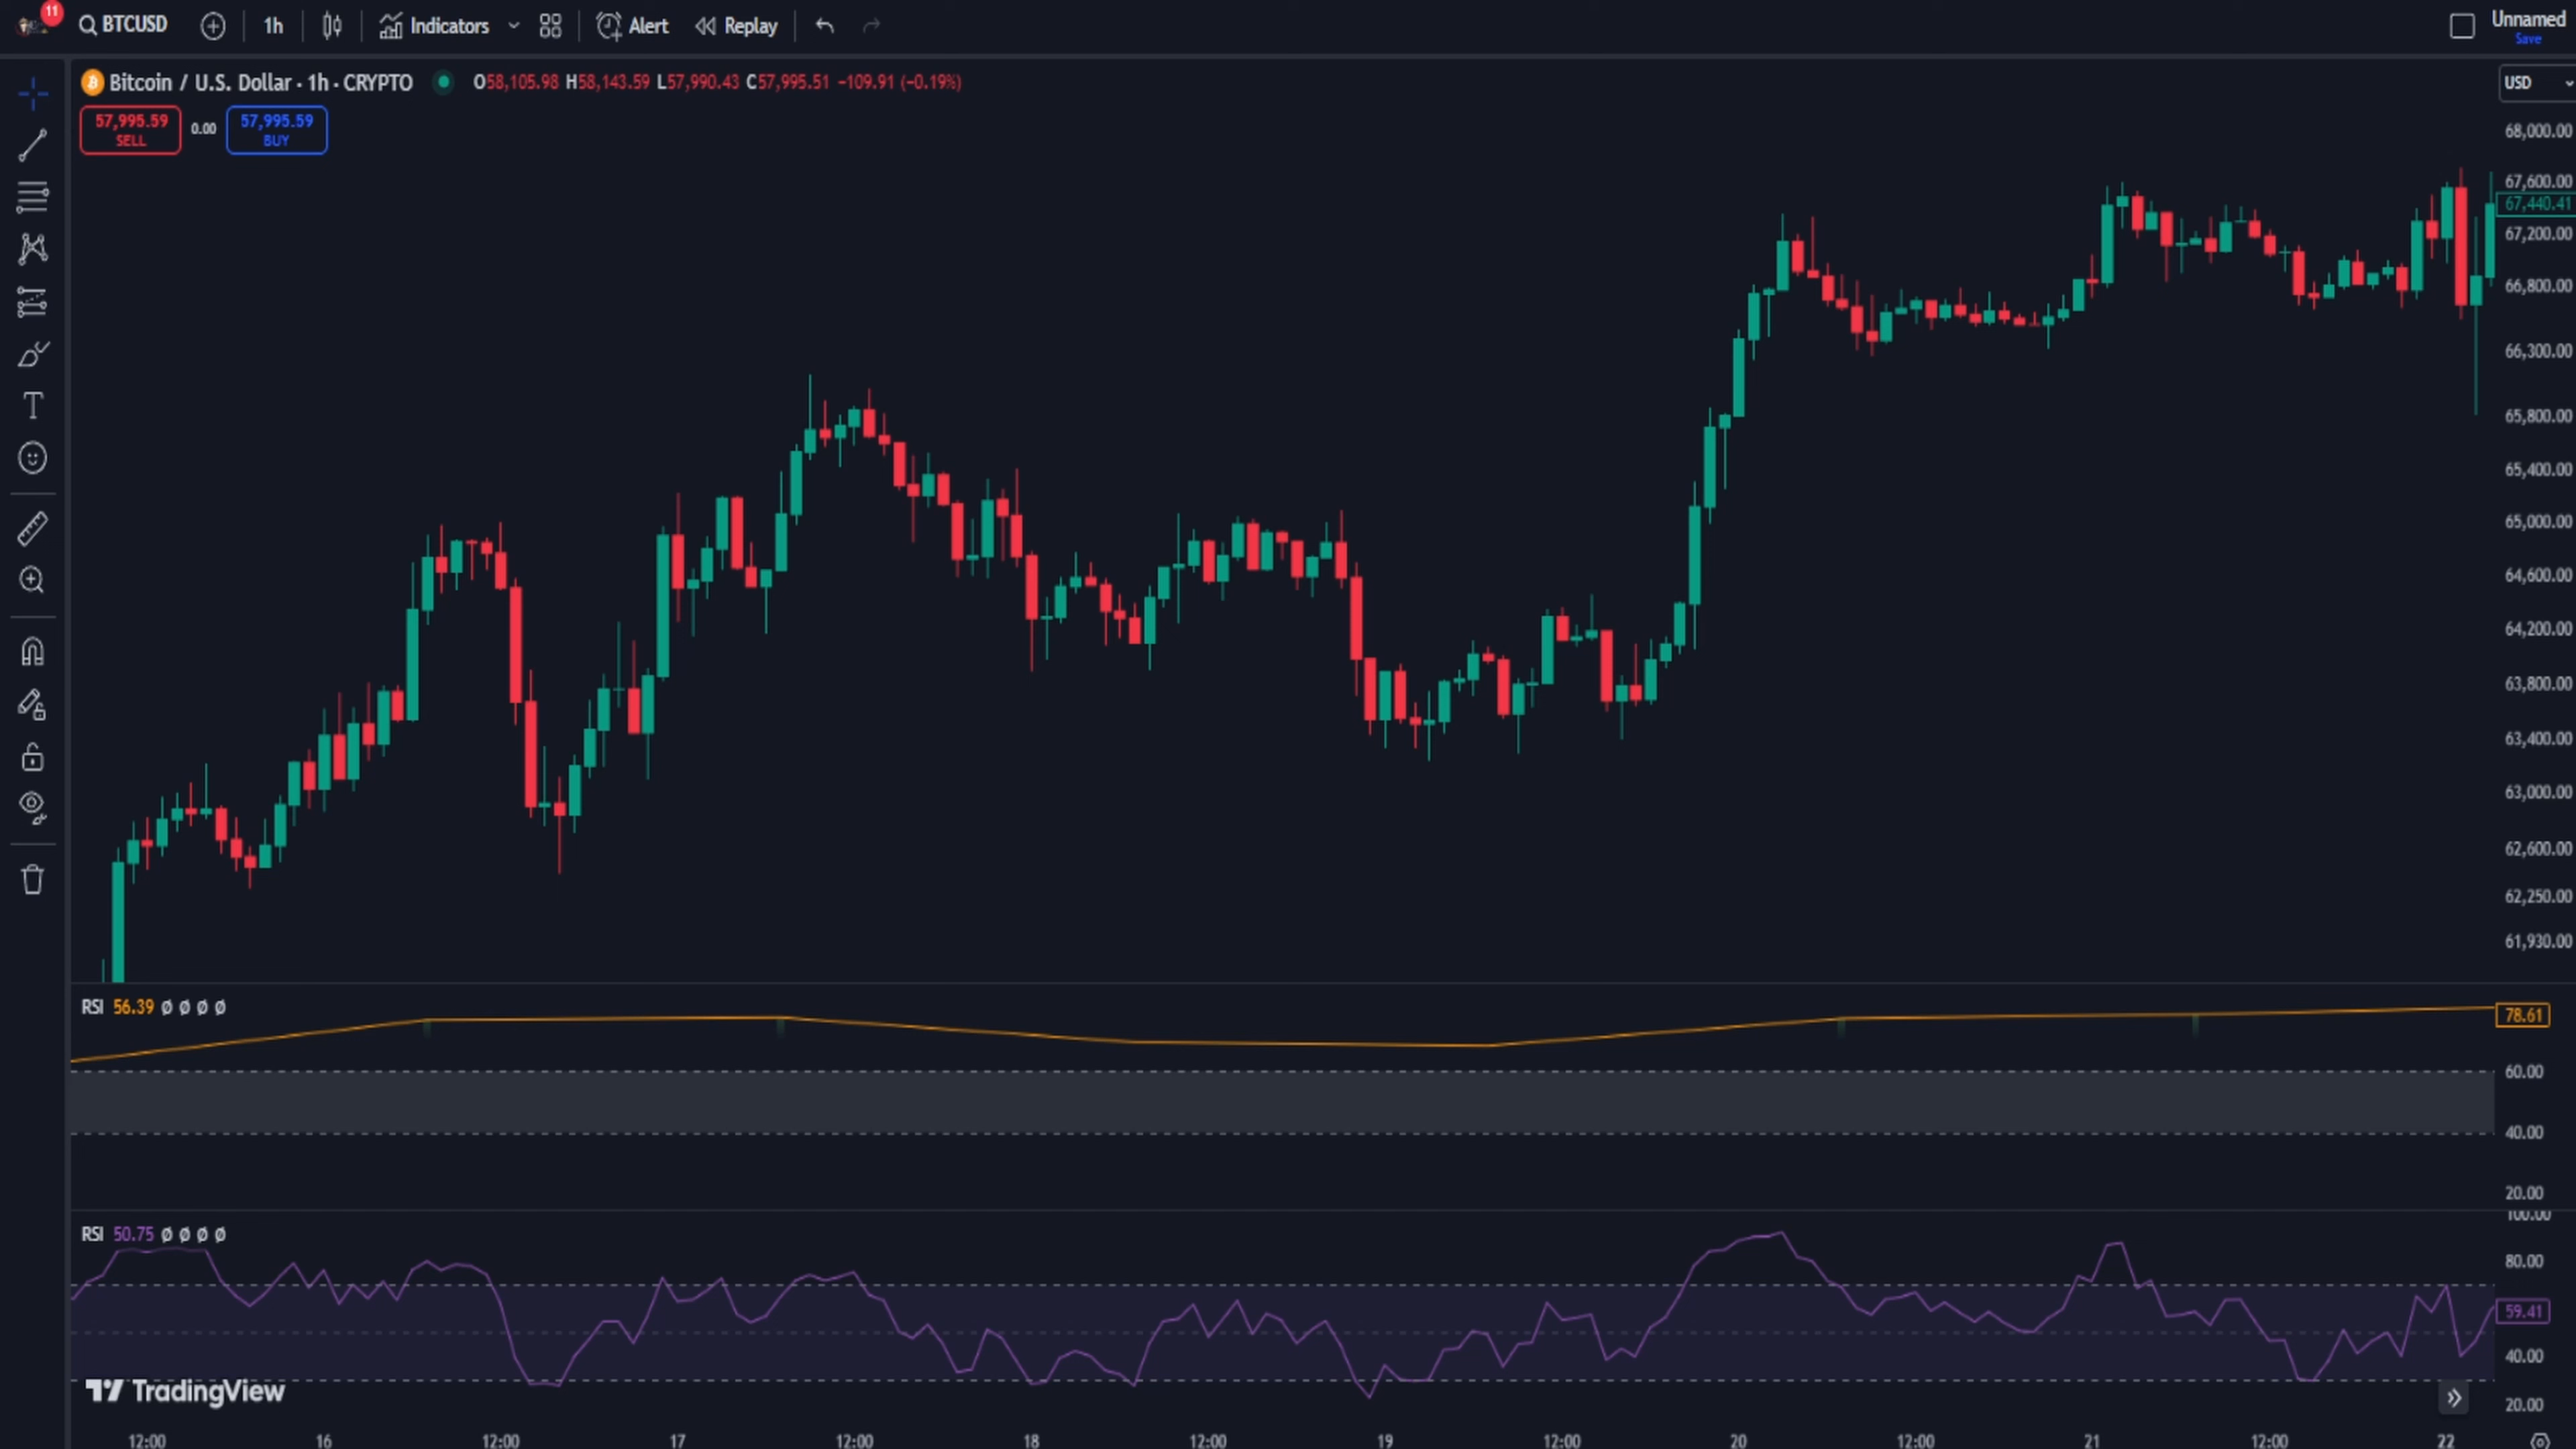 11
BTCUSD 1h Indicators Alert Replay
Unnamed
Save
Bitcoin / U.S. Dollar · 1h · CRYPTO O58,105.98 H58,143.59 L57,990.43 C57,995.51 −109.91 (−0.19%)
USD
57,995.59
SELL
0.00
57,995.59
BUY
68,000.00
67,600.00
67,440.41
67,200.00
66,800.00
66,300.00
65,800.00
65,400.00
65,000.00
64,600.00
64,200.00
63,800.00
63,400.00
63,000.00
62,600.00
62,250.00
61,930.00
RSI 56.39 Ø Ø Ø Ø
78.61
60.00
40.00
20.00
RSI 50.75 Ø Ø Ø Ø
100.00
80.00
59.41
40.00
20.00
TradingView
12:00 16 12:00 17 12:00 18 12:00 19 12:00 20 12:00 21 12:00 22